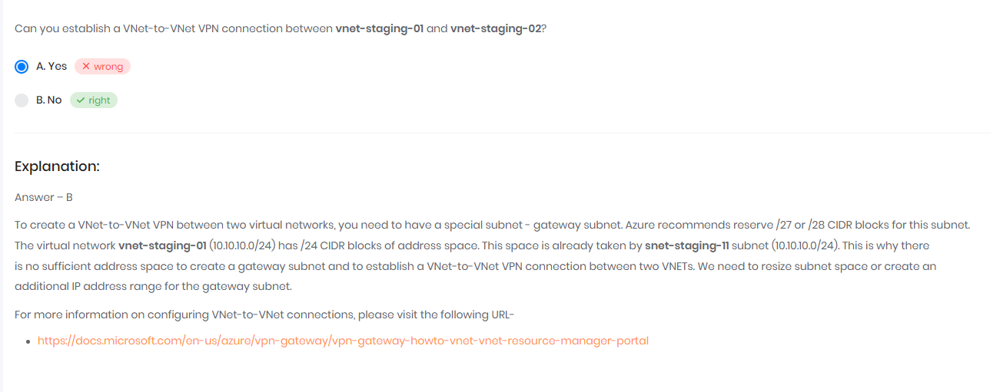 Can you establish a VNet-to-VNet VPN connection between vnet-staging-01 and vnet-staging-02?
A. Yes wrong
B. No right
Explanation:
Answer – B
To create a VNet-to-VNet VPN between two virtual networks, you need to have a special subnet - gateway subnet. Azure recommends reserve /27 or /28 CIDR blocks for this subnet.
The virtual network vnet-staging-01 (10.10.10.0/24) has /24 CIDR blocks of address space. This space is already taken by snet-staging-11 subnet (10.10.10.0/24). This is why there
is no sufficient address space to create a gateway subnet and to establish a VNet-to-VNet VPN connection between two VNETs. We need to resize subnet space or create an
additional IP address range for the gateway subnet.
For more information on configuring VNet-to-VNet connections, please visit the following URL-
https://docs.microsoft.com/en-us/azure/vpn-gateway/vpn-gateway-howto-vnet-vnet-resource-manager-portal